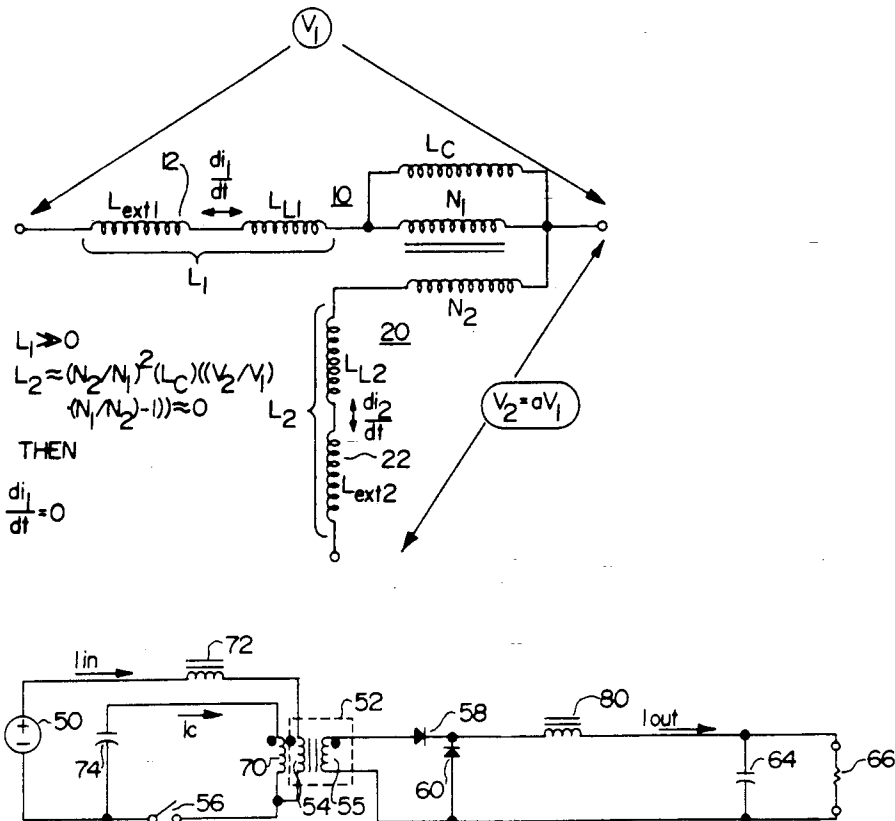 V1
12
di1
dt
10
LC
Lext1
LL1
N1
L1
N2
20
L1≫0
L2≈(N2/N1)²(LC)((V2/V1)
·(N1/N2)-1))≈0
LL2
L2
di2
dt
V2=aV1
THEN
22
Lext2
di1
dt
=0
72
Iin
52
58
80
Iout
50
Ic
74
70
54
55
60
64
66
56